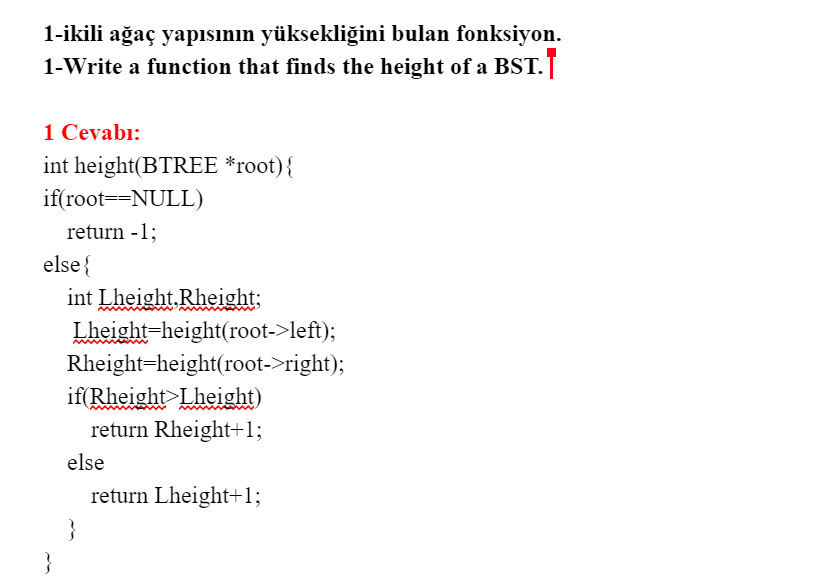 1-ikili ağaç yapısının yüksekliğini bulan fonksiyon.
1-Write a function that finds the height of a BST.
1 Cevabı:
int height(BTREE *root){
if(root==NULL)
return -1;
else{
int Lheight,Rheight;
Lheight=height(root->left);
Rheight=height(root->right);
if(Rheight>Lheight)
return Rheight+1;
else
return Lheight+1;
}
}